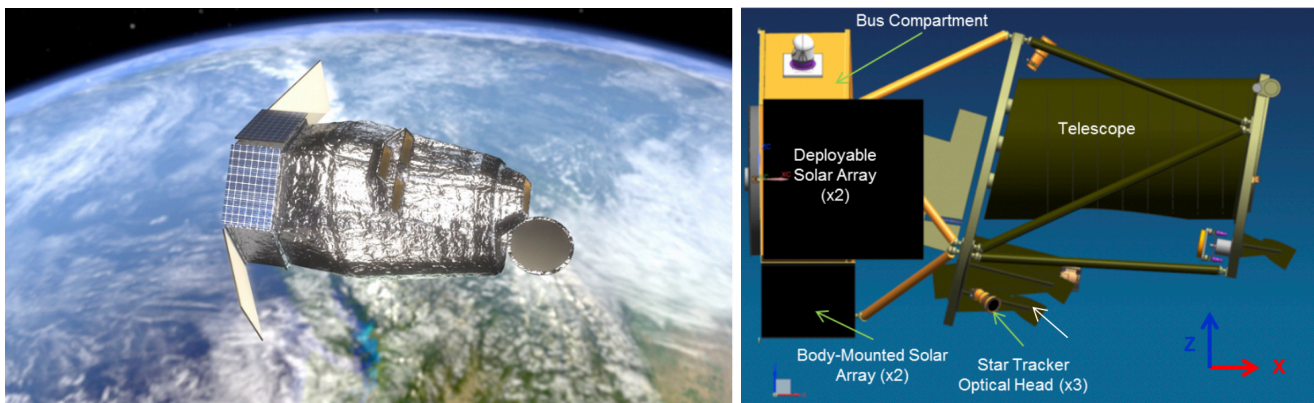 Bus Compartment
Telescope
Deployable
Solar Array
(x2)
Body-Mounted Solar
Array (x2)
Star Tracker
Optical Head (x3)
Z
X